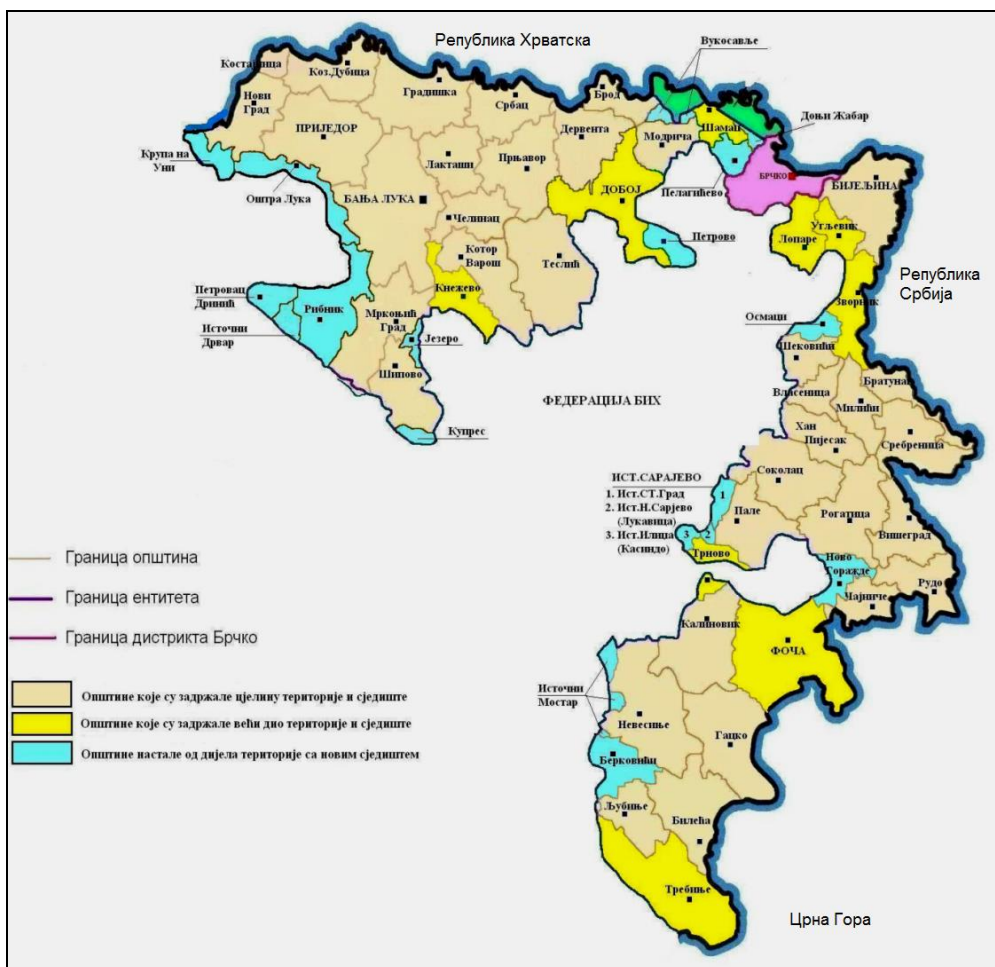 Република Хрватска
Вукосавље
Костајница
Коз.Дубица
Нови
Град
Градишка
Србац
Брод
Дервента
Модрича
Шамац
Доњи Жабар
ПРИЈЕДОР
Лакташи
Прњавор
Крупа на
Уни
Оштра Лука
БАЊА ЛУКА
Челинац
ДОБОЈ
Пелагићево
БРЧКО
БИЈЕЉИНА
Петрово
Лопаре
Угљевик
Котор
Варош
Теслић
Кнежево
Петровац
Дринић
Рибник
Мркоњић
Град
Источни
Дрвар
Језеро
Шипово
Купрес
Република
Србија
Зворник
Осмаци
Шековићи
ФЕДЕРАЦИЈА БИХ
Власеница
Братунац
Милићи
Хан
Пијесак
Сребреница
Соколац
ИСТ.САРАЈЕВО
1. Ист.СТ.Град
2. Ист.Н.Сарјево
(Лукавица)
3. Ист.Илица
(Касиндо)
1
2
3
Пале
Трново
Рогатица
Вишеград
Ново
Горажде
Рудо
Чајниче
Калиновик
ФОЧА
Источни
Мостар
Невесиње
Гацко
Берковићи
Љубиње
Билећа
Требиње
Црна Гора
Граница општина
Граница ентитета
Граница дистрикта Брчко
Општине које су задржале цјелину територије и сједиште
Општине које су задржале већи дио територије и сједиште
Општине настале од дијела територије са новим сједиштем